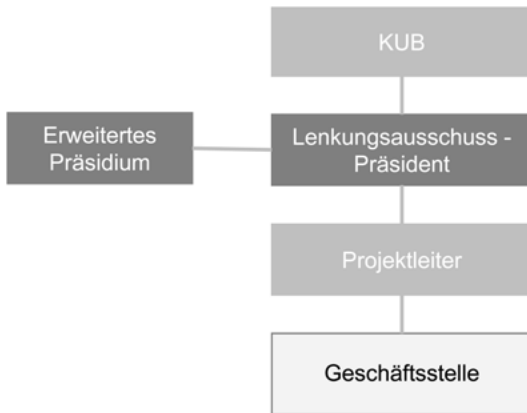 KUB
Erweitertes
Präsidium
Lenkungsausschuss -
Präsident
Projektleiter
Geschäftsstelle